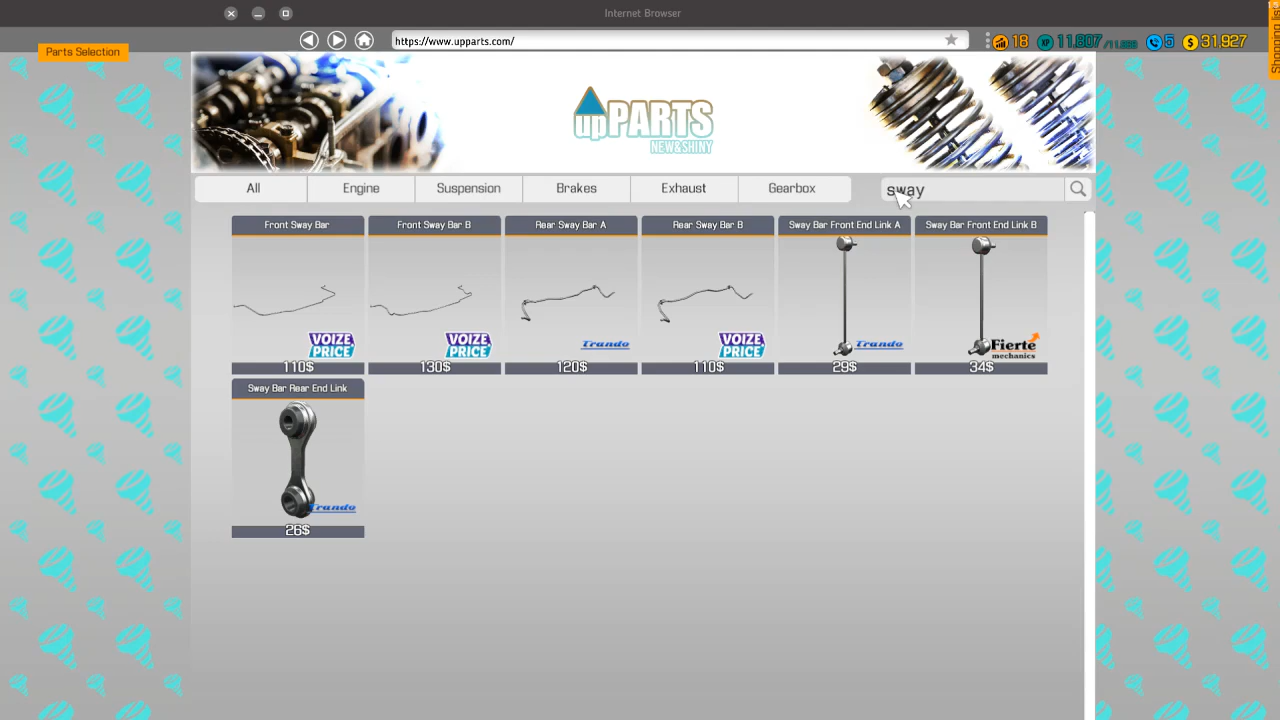 Internet Browser
https://www.upparts.com/
18
11,807
5
31,927
Parts Selection
Shopping lis
upPARTS
NEW&SHINY
All
Engine
Suspension
Brakes
Exhaust
Gearbox
sway
Front Sway Bar
Front Sway Bar B
Rear Sway Bar A
Rear Sway Bar B
Sway Bar Front End Link A
Sway Bar Front End Link B
VOIZE PRICE
VOIZE PRICE
Trando
VOIZE PRICE
Trando
Fierte mechanics
110$
130$
120$
110$
29$
34$
Sway Bar Rear End Link
Trando
26$